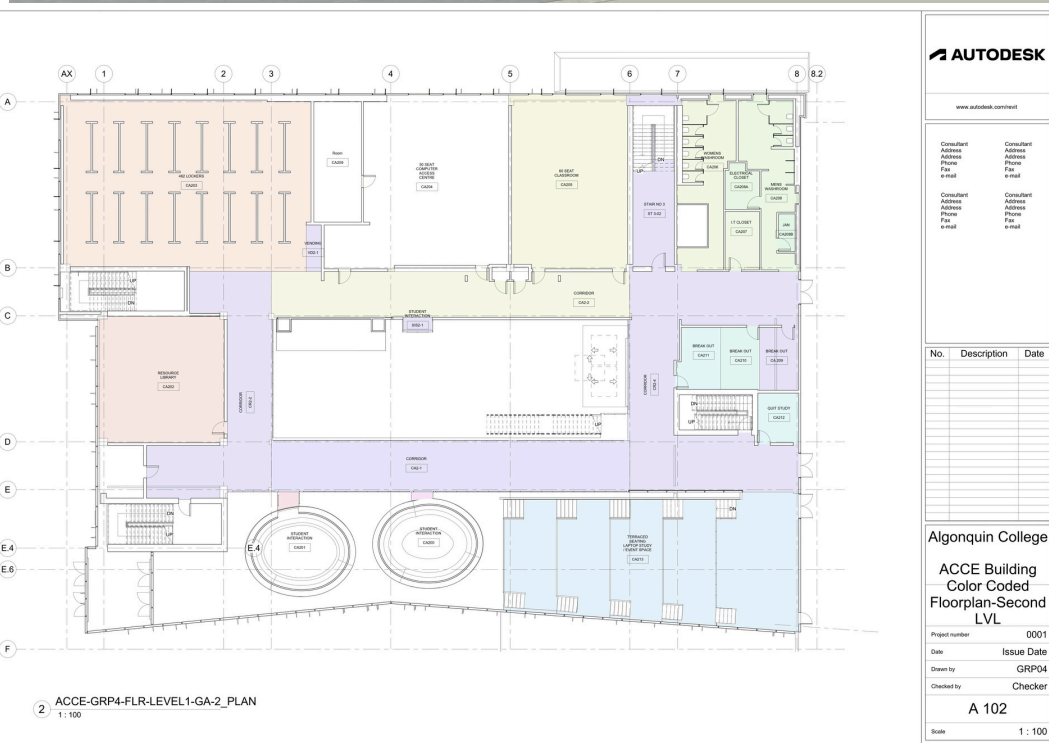 AX 1 2 3 4 5 6 7 8 8.2
A
B
C
D
E
E.4
E.6
F
482 LOCKERS
CA203
Room
CA209
50 SEAT
COMPUTER
ACCESS
CENTRE
CA204
60 SEAT
CLASSROOM
CA205
UP
DN
STAIR NO 3
ST 3-02
WOMENS
WASHROOM
CA206
ELECTRICAL
CLOSET
CA208A
MENS
WASHROOM
CA208
I.T CLOSET
CA207
JAN
CA208B
VENDING
VD2-1
UP
DN
CORRIDOR
CA2-2
STUDENT
INTERACTION
RESOURCE
LIBRARY
CA202
CORRIDOR
CORRIDOR
BREAK OUT
CA211
BREAK OUT
CA210
BREAK OUT
CA 209
QUIT STUDY
CA212
DN
UP
UP
CORRIDOR
CA2-1
DN
UP
STUDENT
INTERACTION
CA201
E.4
STUDENT
INTERACTION
CA200
TERRACED
SEATING
LAPTOP STUDY
/ EVENT SPACE
CA213
DN
2 ACCE-GRP4-FLR-LEVEL1-GA-2_PLAN
1 : 100
AUTODESK
www.autodesk.com/revit
Consultant
Address
Address
Phone
Fax
e-mail
Consultant
Address
Address
Phone
Fax
e-mail
Consultant
Address
Address
Phone
Fax
e-mail
Consultant
Address
Address
Phone
Fax
e-mail
No. Description Date
Algonquin College
ACCE Building
Color Coded
Floorplan-Second
LVL
Project number 0001
Date Issue Date
Drawn by GRP04
Checked by Checker
A 102
Scale 1 : 100